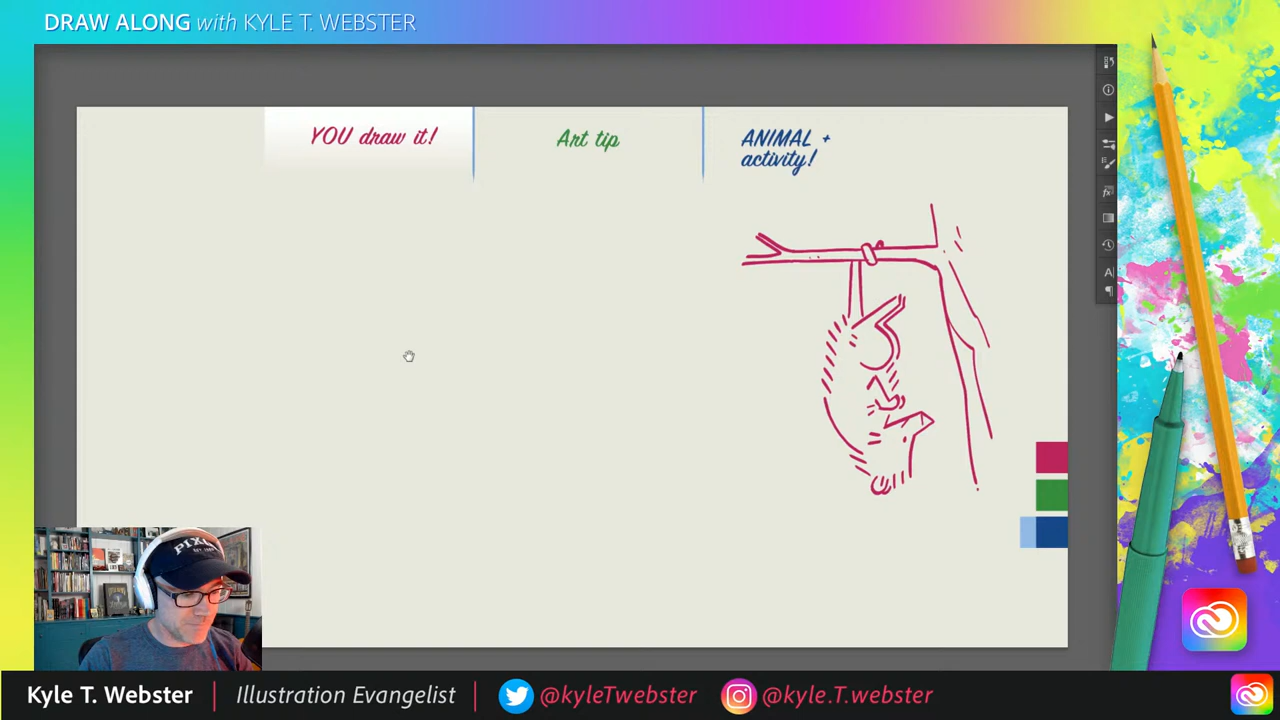 DRAW ALONG with KYLE T. WEBSTER
YOU draw it!
Art tip
ANIMAL +
activity!
Kyle T. Webster | Illustration Evangelist | @kyleTwebster @kyle.T.webster